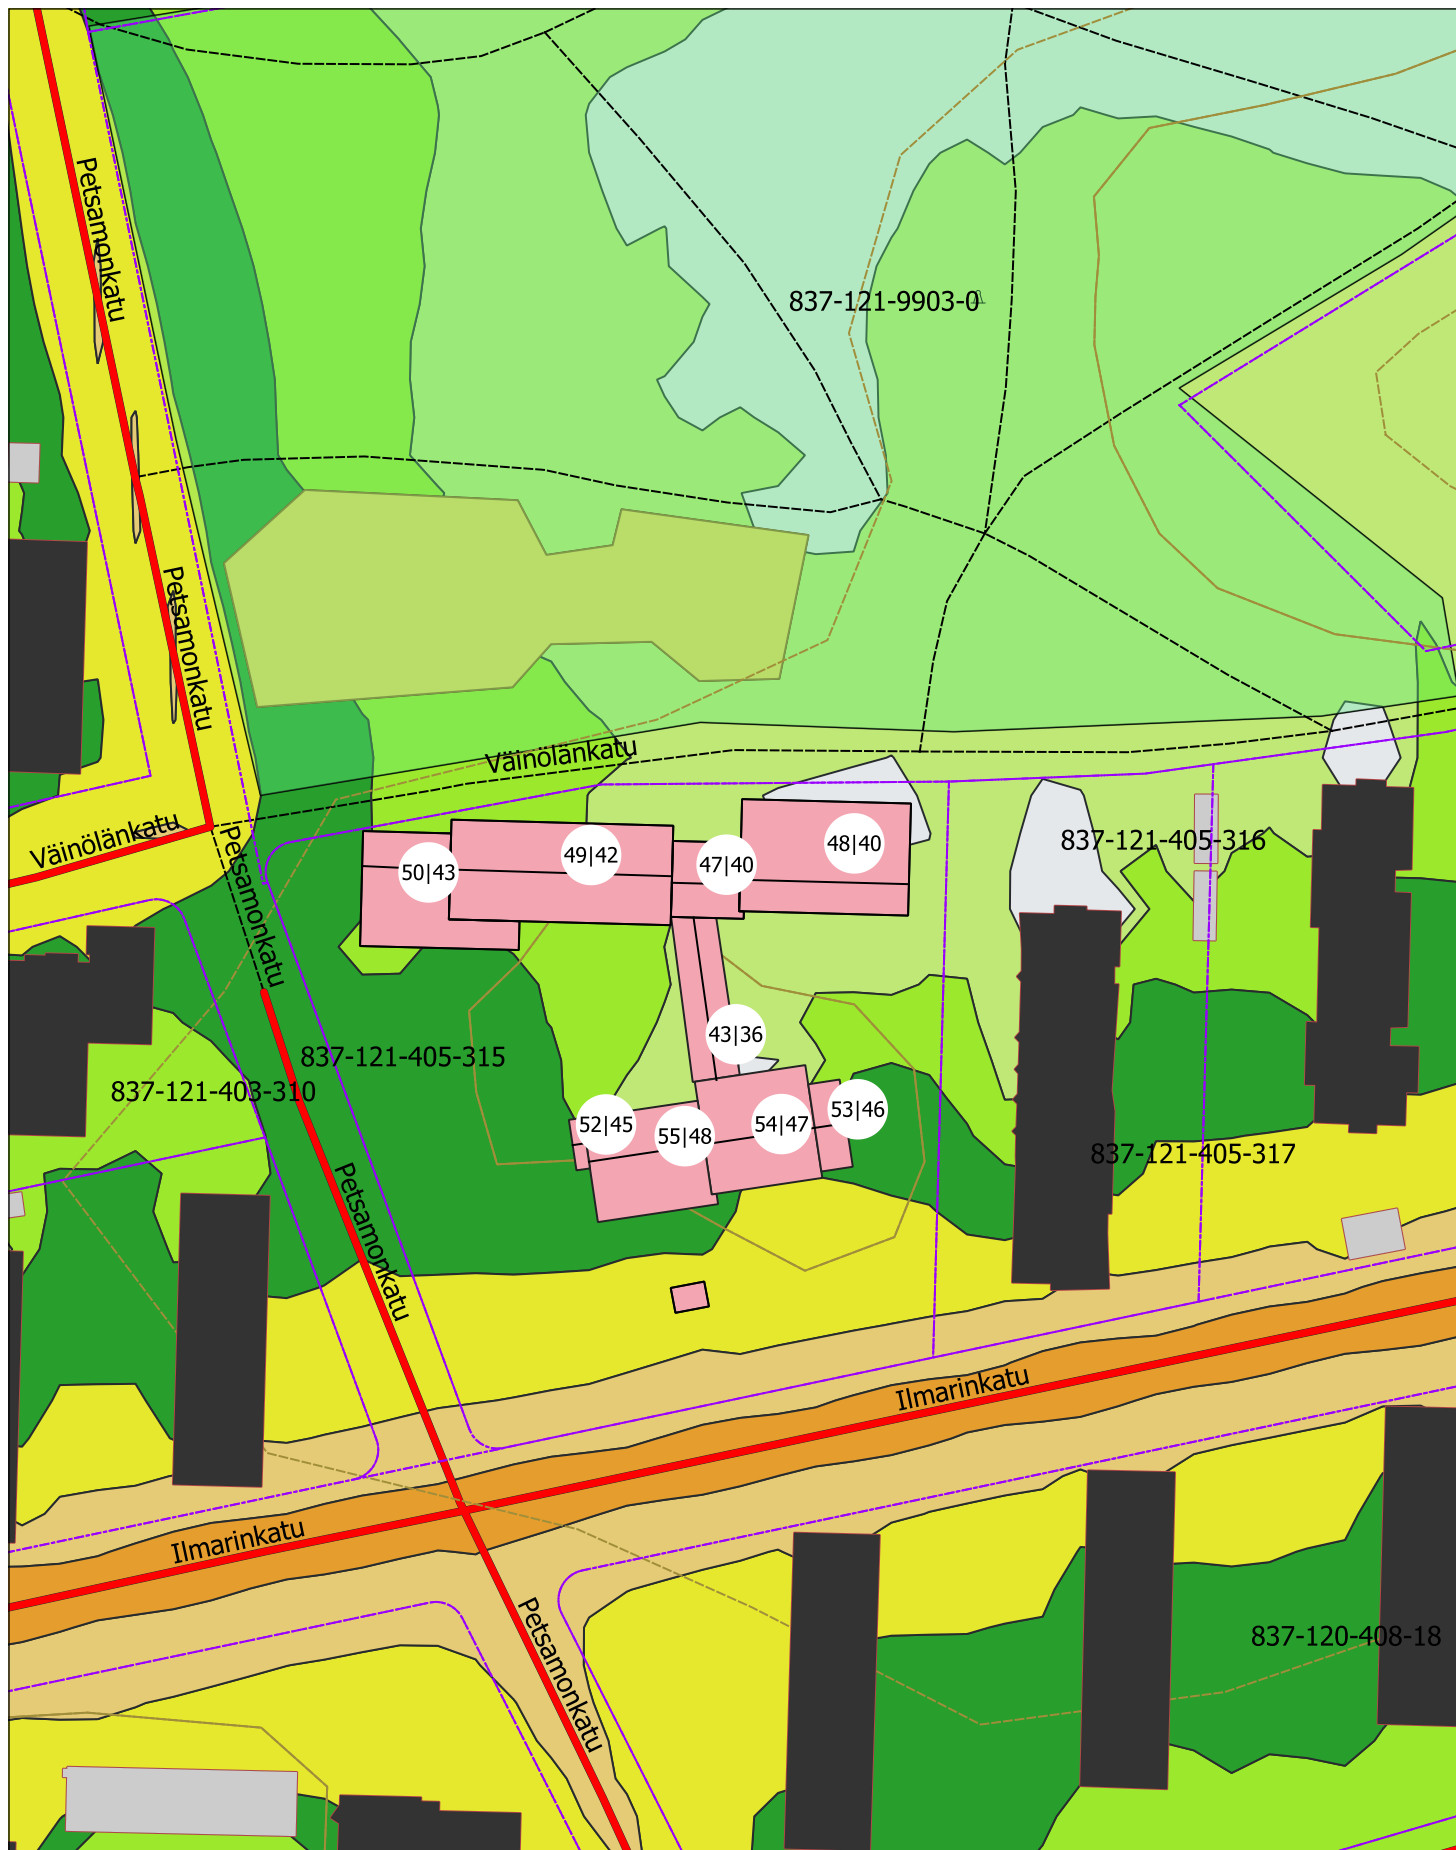 Petsamonkatu
837-121-9903-0
Petsamonkatu
Väinölänkatu
Väinölänkatu
Petsamonkatu
837-121-405-316
48|40
49|42
47|40
50|43
43|36
837-121-405-315
837-121-403-310
53|46
52|45
54|47
55|48
837-121-405-317
Petsamonkatu
Ilmarinkatu
Ilmarinkatu
Petsamonkatu
837-120-408-18